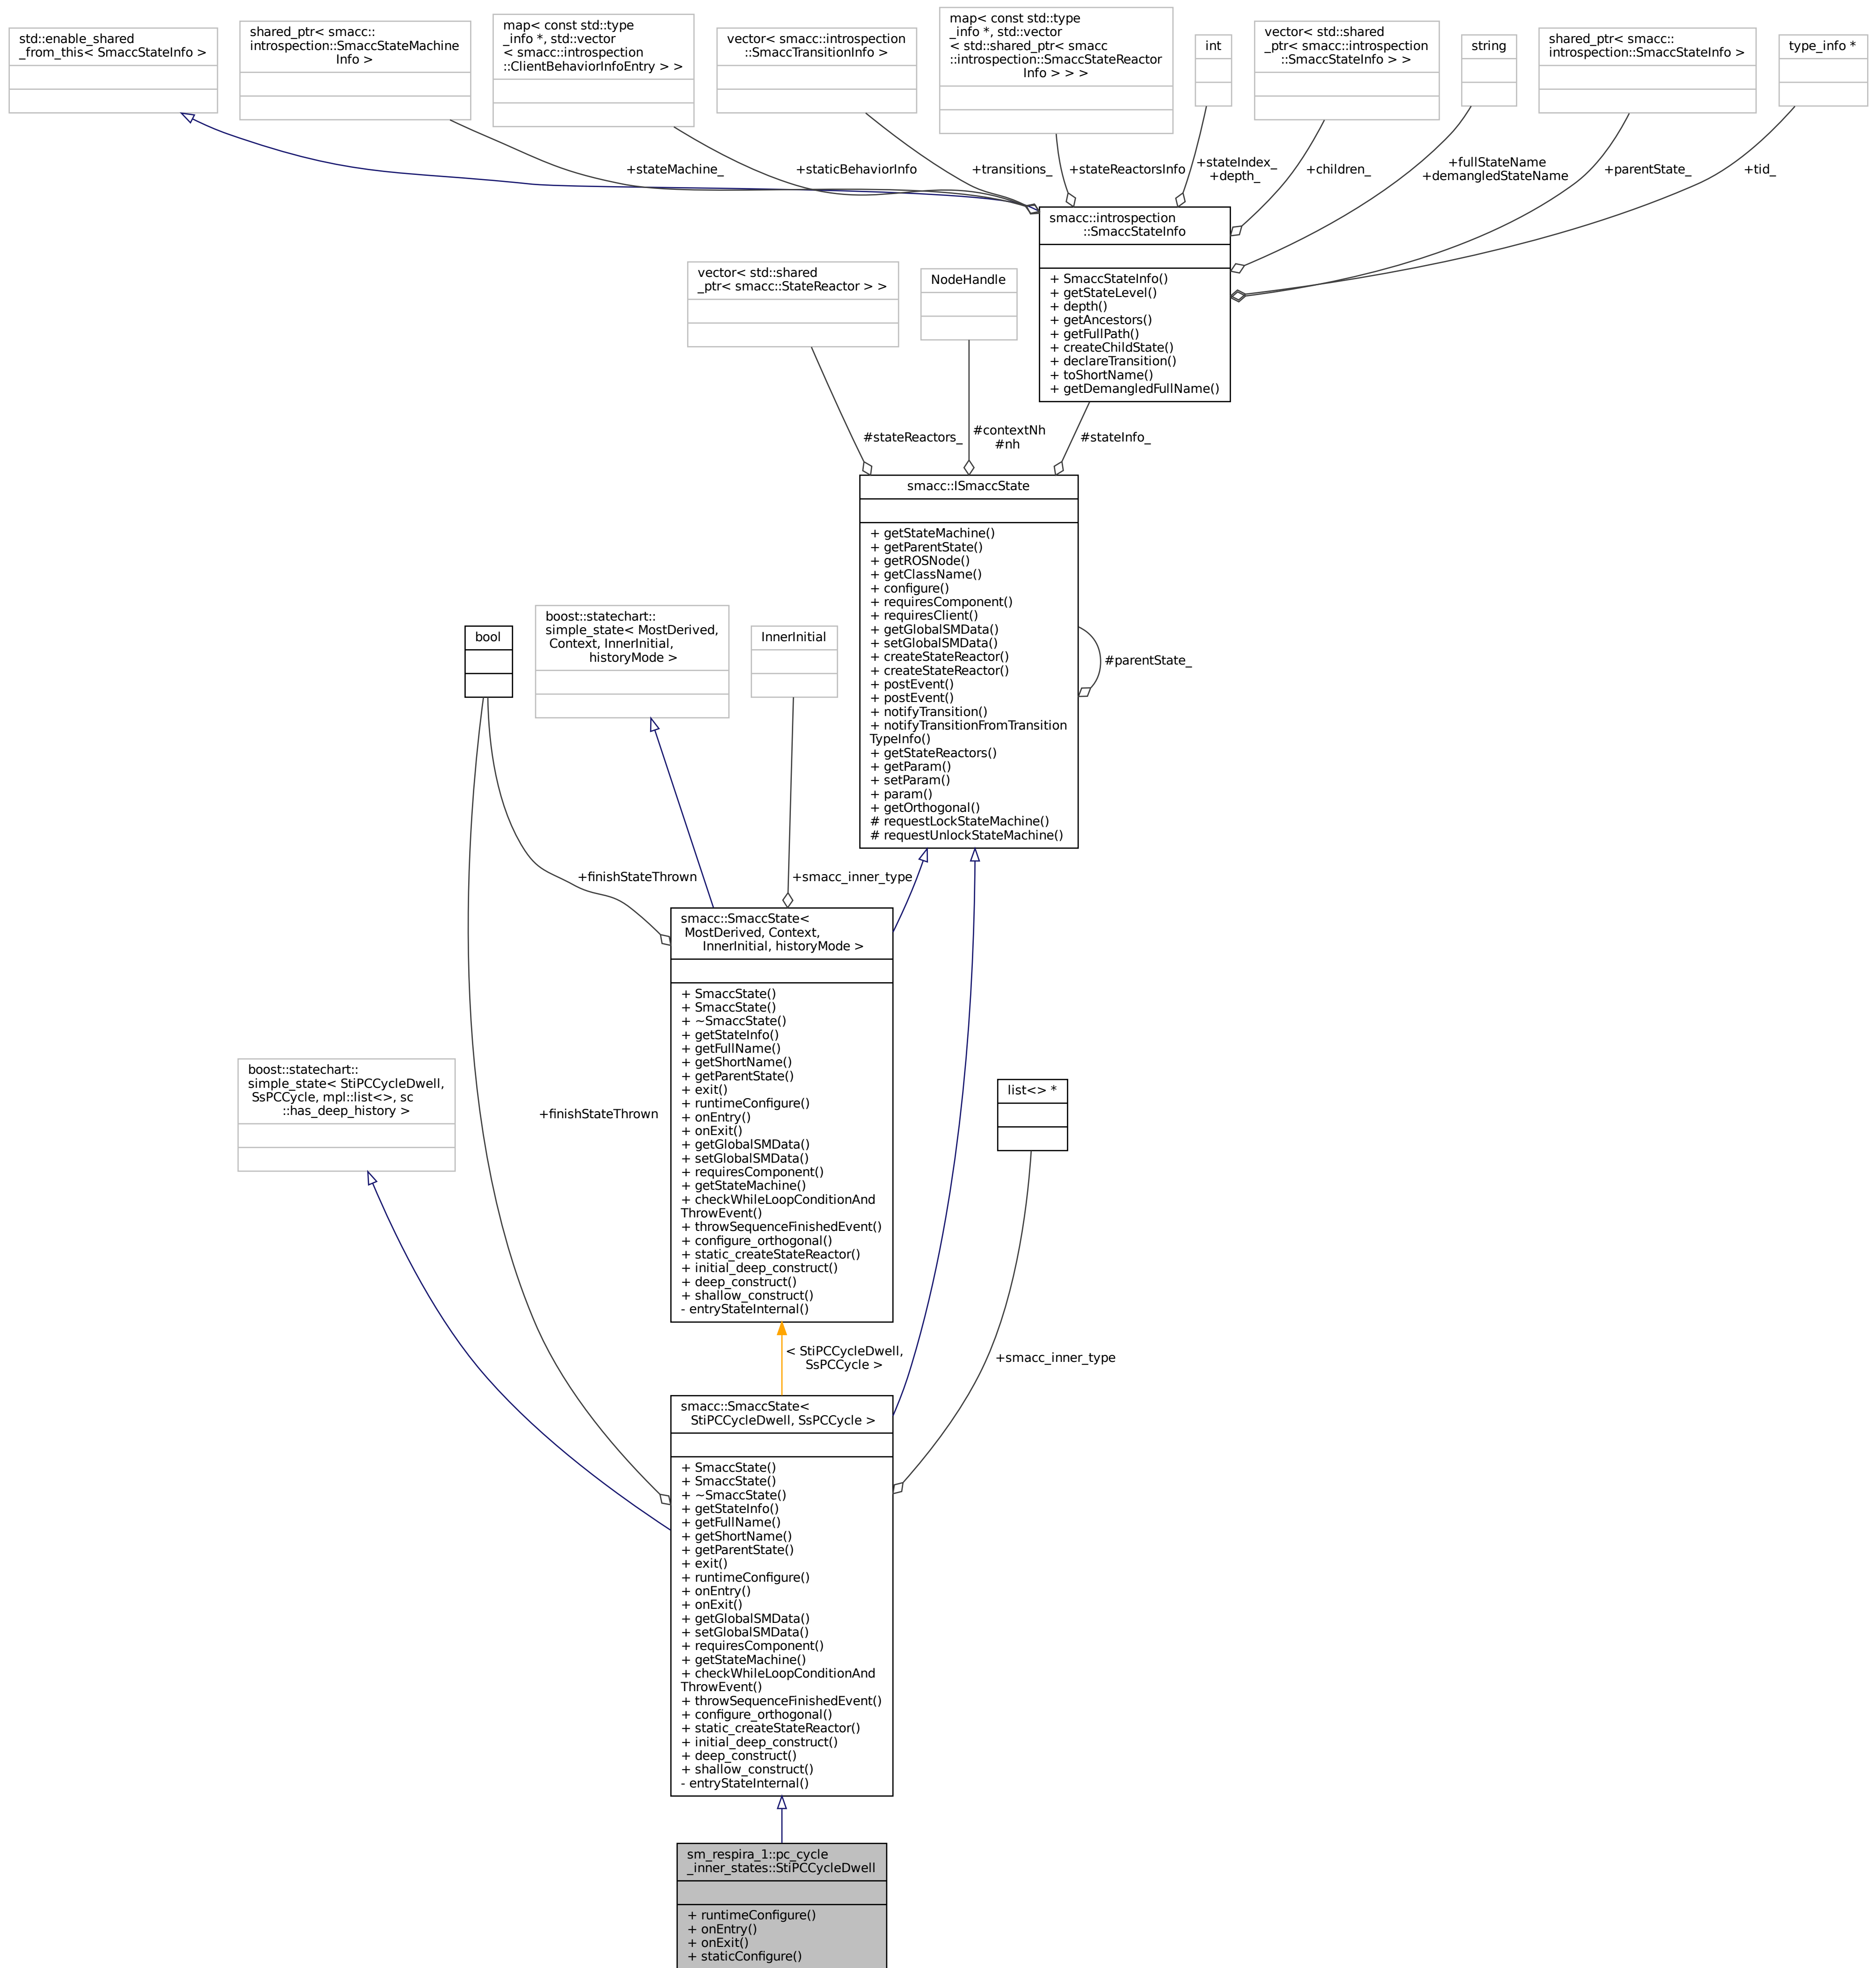 std::enable_shared
_from_this< SmaccStateInfo >
shared_ptr< smacc::
introspection::SmaccStateMachine
Info >
map< const std::type
_info *, std::vector
< smacc::introspection
::ClientBehaviorInfoEntry > >
vector< smacc::introspection
::SmaccTransitionInfo >
map< const std::type
_info *, std::vector
< std::shared_ptr< smacc
::introspection::SmaccStateReactor
Info > > >
int
vector< std::shared
_ptr< smacc::introspection
::SmaccStateInfo > >
string
shared_ptr< smacc::
introspection::SmaccStateInfo >
type_info *
+stateMachine_
+staticBehaviorInfo
+transitions_
+stateReactorsInfo
+stateIndex_
+depth_
+children_
+fullStateName
+demangledStateName
+parentState_
+tid_
smacc::introspection
::SmaccStateInfo
+ SmaccStateInfo()
+ getStateLevel()
+ depth()
+ getAncestors()
+ getFullPath()
+ createChildState()
+ declareTransition()
+ toShortName()
+ getDemangledFullName()
vector< std::shared
_ptr< smacc::StateReactor > >
NodeHandle
#stateReactors_
#contextNh
#nh
#stateInfo_
smacc::ISmaccState
+ getStateMachine()
+ getParentState()
+ getROSNode()
+ getClassName()
+ configure()
+ requiresComponent()
+ requiresClient()
+ getGlobalSMData()
+ setGlobalSMData()
+ createStateReactor()
+ createStateReactor()
+ postEvent()
+ postEvent()
+ notifyTransition()
+ notifyTransitionFromTransition
TypeInfo()
+ getStateReactors()
+ getParam()
+ setParam()
+ param()
+ getOrthogonal()
# requestLockStateMachine()
# requestUnlockStateMachine()
#parentState_
bool
boost::statechart::
simple_state< MostDerived,
Context, InnerInitial,
historyMode >
InnerInitial
+finishStateThrown
+smacc_inner_type
smacc::SmaccState<
MostDerived, Context,
InnerInitial, historyMode >
+ SmaccState()
+ SmaccState()
+ ~SmaccState()
+ getStateInfo()
+ getFullName()
+ getShortName()
+ getParentState()
+ exit()
+ runtimeConfigure()
+ onEntry()
+ onExit()
+ getGlobalSMData()
+ setGlobalSMData()
+ requiresComponent()
+ getStateMachine()
+ checkWhileLoopConditionAnd
ThrowEvent()
+ throwSequenceFinishedEvent()
+ configure_orthogonal()
+ static_createStateReactor()
+ initial_deep_construct()
+ deep_construct()
+ shallow_construct()
- entryStateInternal()
boost::statechart::
simple_state< StiPCCycleDwell,
SsPCCycle, mpl::list<>, sc
::has_deep_history >
+finishStateThrown
list<> *
< StiPCCycleDwell,
SsPCCycle >
+smacc_inner_type
smacc::SmaccState<
StiPCCycleDwell, SsPCCycle >
+ SmaccState()
+ SmaccState()
+ ~SmaccState()
+ getStateInfo()
+ getFullName()
+ getShortName()
+ getParentState()
+ exit()
+ runtimeConfigure()
+ onEntry()
+ onExit()
+ getGlobalSMData()
+ setGlobalSMData()
+ requiresComponent()
+ getStateMachine()
+ checkWhileLoopConditionAnd
ThrowEvent()
+ throwSequenceFinishedEvent()
+ configure_orthogonal()
+ static_createStateReactor()
+ initial_deep_construct()
+ deep_construct()
+ shallow_construct()
- entryStateInternal()
sm_respira_1::pc_cycle
_inner_states::StiPCCycleDwell
+ runtimeConfigure()
+ onEntry()
+ onExit()
+ staticConfigure()